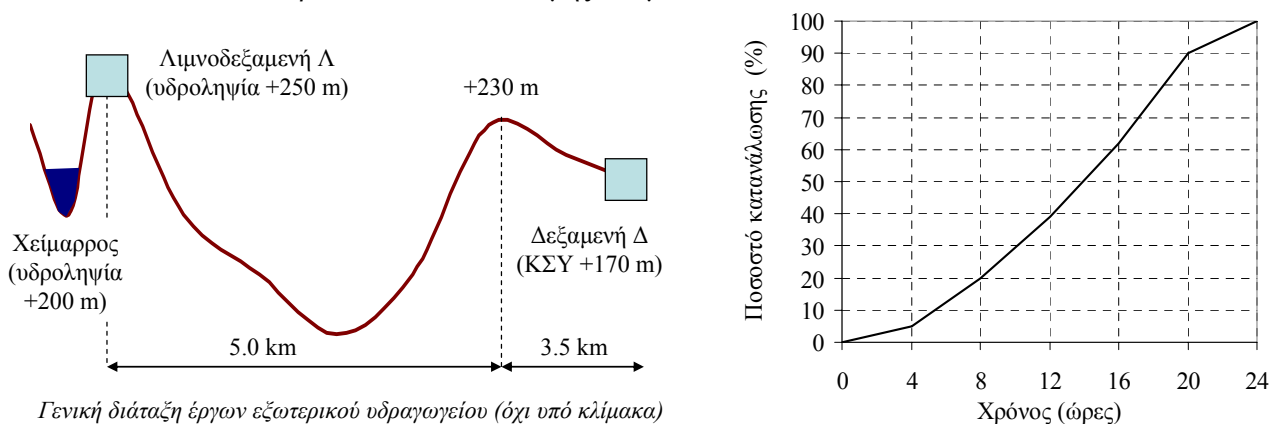 Λιμνοδεξαμενή Λ
(υδροληψία +250 m)
+230 m
Χείμαρρος
(υδροληψία
+200 m)
Δεξαμενή Δ
(ΚΣΥ +170 m)
5.0 km
3.5 km
Γενική διάταξη έργων εξωτερικού υδραγωγείου (όχι υπό κλίμακα)
Ποσοστό κατανάλωσης (%)
100
90
80
70
60
50
40
30
20
10
0
0 4 8 12 16 20 24
Χρόνος (ώρες)